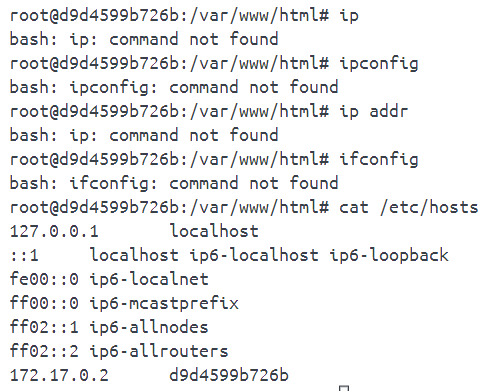 root@d9d4599b726b:/var/www/html# ip
bash: ip: command not found
root@d9d4599b726b:/var/www/html# ipconfig
bash: ipconfig: command not found
root@d9d4599b726b:/var/www/html# ip addr
bash: ip: command not found
root@d9d4599b726b:/var/www/html# ifconfig
bash: ifconfig: command not found
root@d9d4599b726b:/var/www/html# cat /etc/hosts
127.0.0.1       localhost
::1     localhost ip6-localhost ip6-loopback
fe00::0 ip6-localnet
ff00::0 ip6-mcastprefix
ff02::1 ip6-allnodes
ff02::2 ip6-allrouters
172.17.0.2      d9d4599b726b